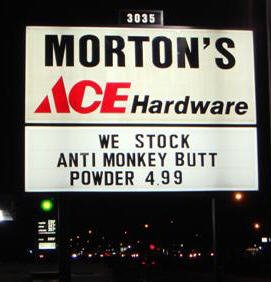 3035
MORTON'S
ACE Hardware
WE STOCK
ANTI MONKEY BUTT
POWDER 4.99